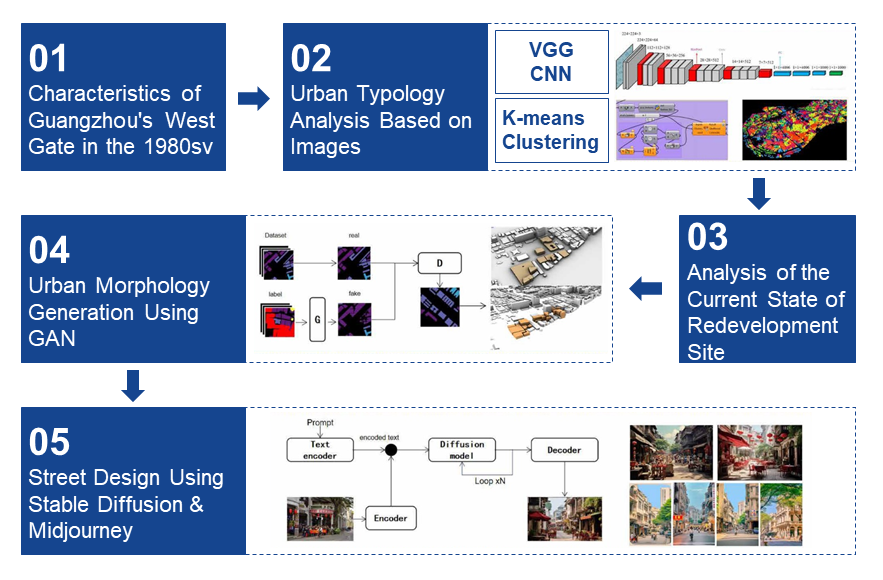 01
Characteristics of
Guangzhou's West
Gate in the 1980sv
02
Urban Typology
Analysis Based on
Images
VGG
CNN
K-means
Clustering
03
Analysis of the
Current State of
Redevelopment
Site
04
Urban Morphology
Generation Using
GAN
Dataset
real
D
label
G
fake
05
Street Design Using
Stable Diffusion &
Midjourney
Prompt
Text
encoder
encoded text
Diffusion
model
Loop xN
Decoder
Encoder